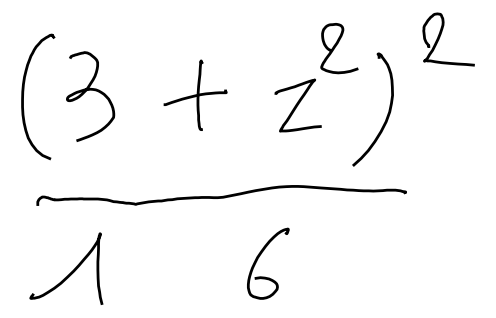 (3 + z²)²
16